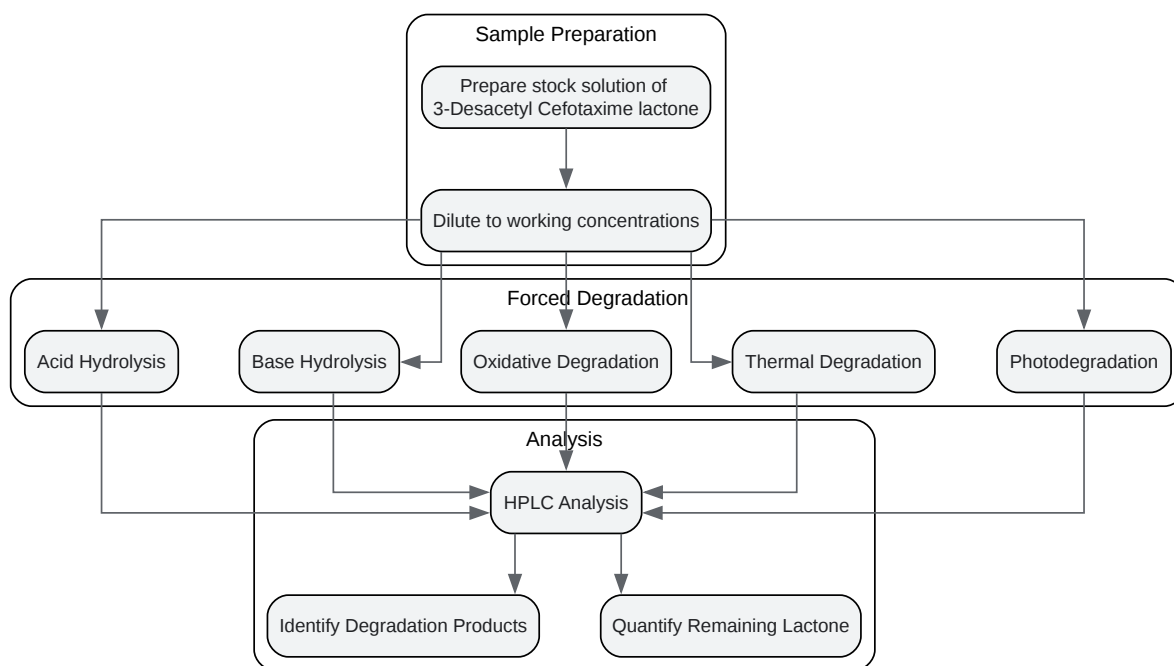 Sample Preparation
Prepare stock solution of
3-Desacetyl Cefotaxime lactone
Dilute to working concentrations
Forced Degradation
Acid Hydrolysis
Base Hydrolysis
Oxidative Degradation
Thermal Degradation
Photodegradation
Analysis
HPLC Analysis
Identify Degradation Products
Quantify Remaining Lactone